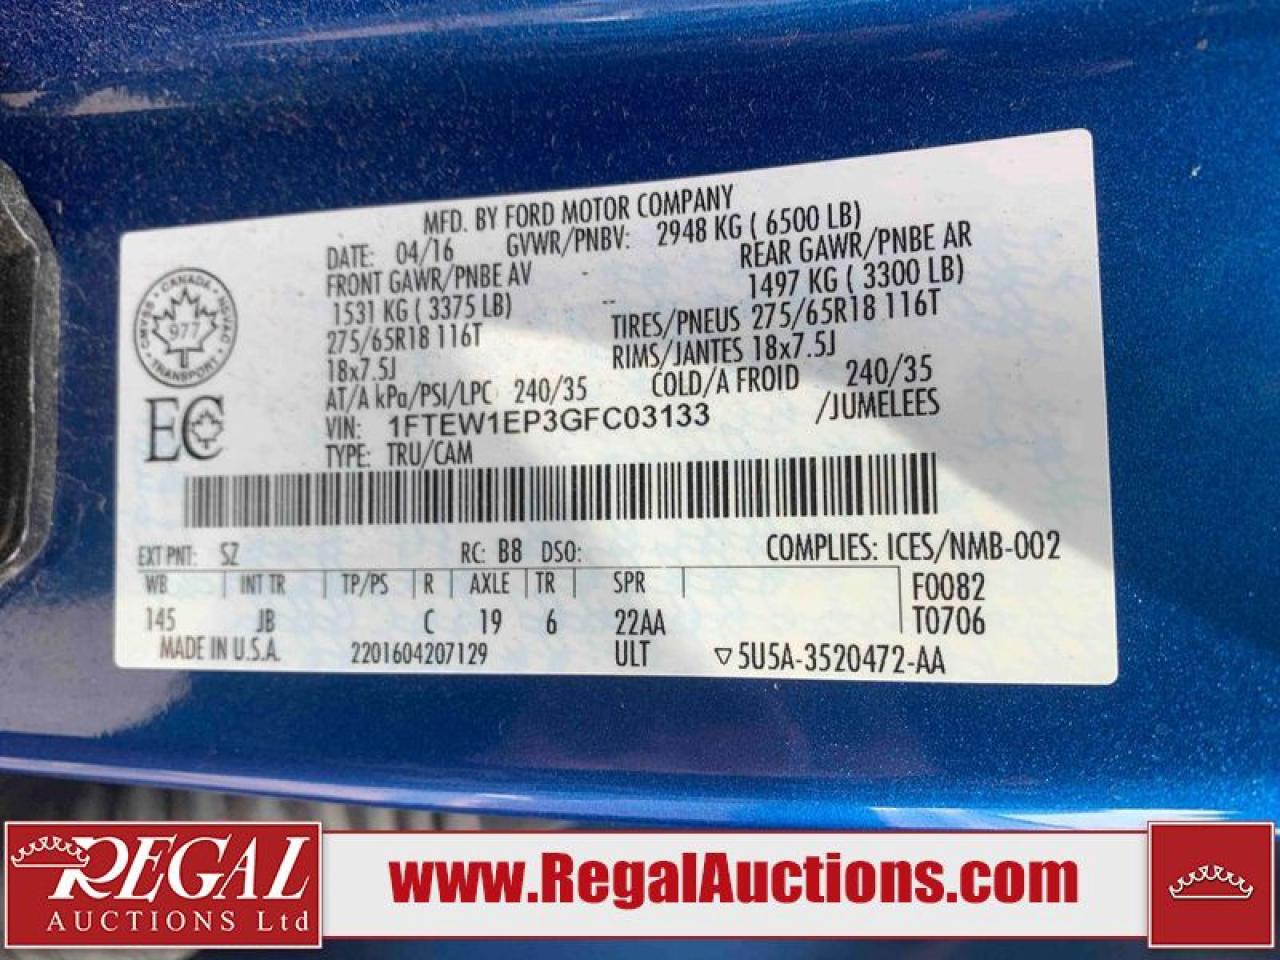 MFD. BY FORD MOTOR COMPANY
DATE: 04/16 GVWR/PNBV: 2948 KG ( 6500 LB)
FRONT GAWR/PNBE AV REAR GAWR/PNBE AR
1531 KG ( 3375 LB) 1497 KG ( 3300 LB)
275/65R18 116T TIRES/PNEUS 275/65R18 116T
18x7.5J RIMS/JANTES 18x7.5J
AT/A kPa/PSI/LPC 240/35 COLD/A FROID 240/35
VIN: 1FTEW1EP3GFC03133 /JUMELEES
TYPE: TRU/CAM
CMVSS · CANADA · NSVAC
977
TRANSPORT
EC
EXT PNT: SZ RC: B8 DSO: COMPLIES: ICES/NMB-002
WB INT TR TP/PS R AXLE TR SPR F0082
145 JB C 19 6 22AA T0706
MADE IN U.S.A. 2201604207129 ULT ▽5U5A-3520472-AA
REGAL
AUCTIONS Ltd
www.RegalAuctions.com